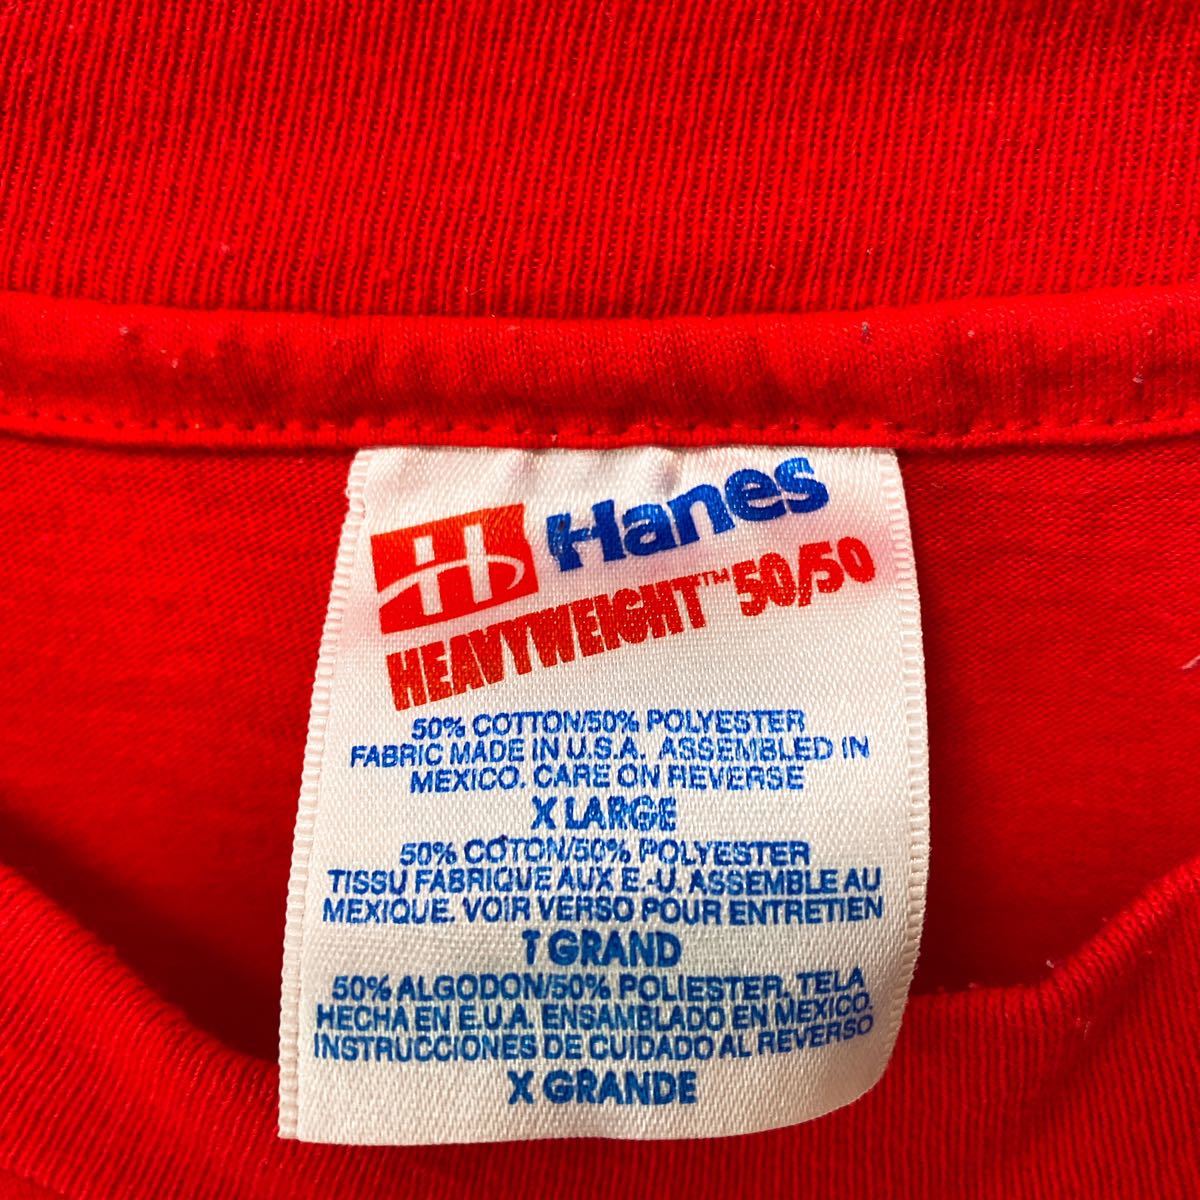 H Hanes
HEAVYWEIGHT™ 50/50
50% COTTON/50% POLYESTER
FABRIC MADE IN U.S.A. ASSEMBLED IN
MEXICO. CARE ON REVERSE
X LARGE
50% COTON/50% POLYESTER
TISSU FABRIQUE AUX E.-U. ASSEMBLE AU
MEXIQUE. VOIR VERSO POUR ENTRETIEN
T GRAND
50% ALGODON/50% POLIESTER. TELA
HECHA EN E.U.A. ENSAMBLADO EN MEXICO.
INSTRUCCIONES DE CUIDADO AL REVERSO
X GRANDE